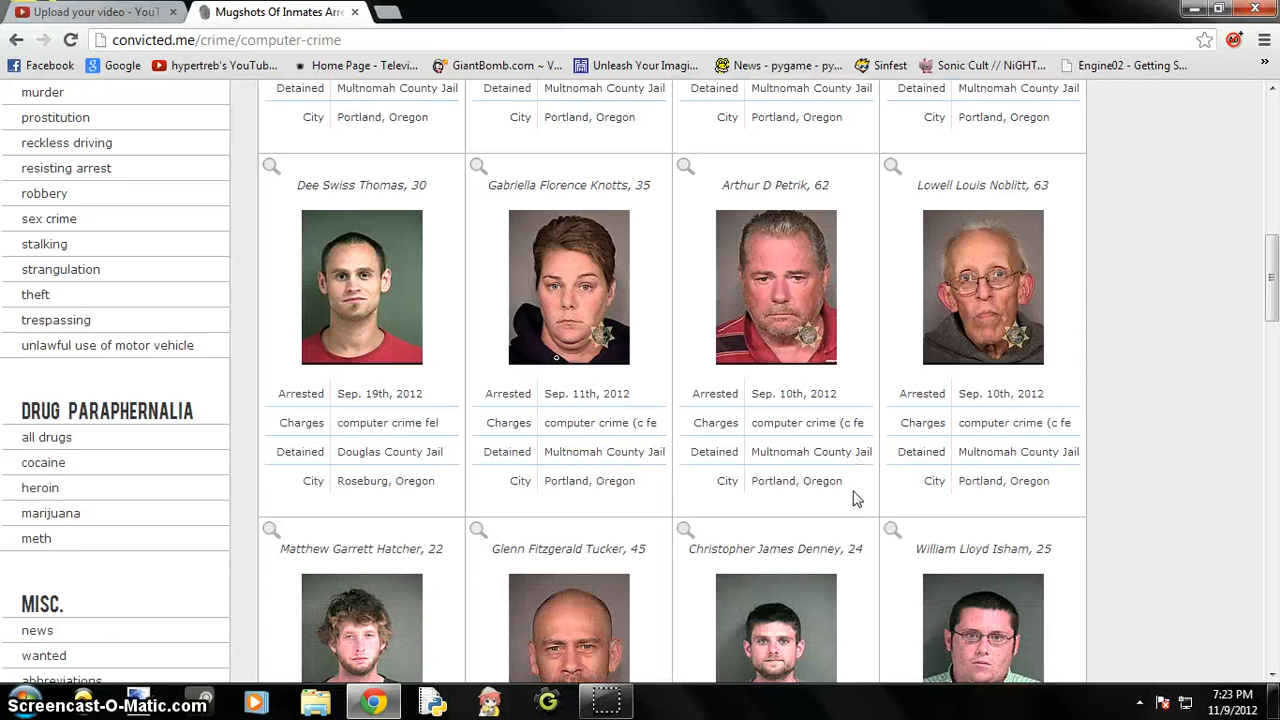 Upload your video - YouT
Mugshots Of Inmates Arre
convicted.me/crime/computer-crime
Facebook
Google
hypertreb's YouTub...
Home Page - Televi...
GiantBomb.com ~ V...
Unleash Your Imagi...
News - pygame - py...
Sinfest
Sonic Cult // NiGHT...
Engine02 - Getting S...
murder
prostitution
reckless driving
resisting arrest
robbery
sex crime
stalking
strangulation
theft
trespassing
unlawful use of motor vehicle
DRUG PARAPHERNALIA
all drugs
cocaine
heroin
marijuana
meth
MISC.
news
wanted
abbreviations
Detained Multnomah County Jail Detained Multnomah County Jail Detained Multnomah County Jail Detained Multnomah County Jail
City Portland, Oregon City Portland, Oregon City Portland, Oregon City Portland, Oregon
Dee Swiss Thomas, 30 Gabriella Florence Knotts, 35 Arthur D Petrik, 62 Lowell Louis Noblitt, 63
Arrested Sep. 19th, 2012 Arrested Sep. 11th, 2012 Arrested Sep. 10th, 2012 Arrested Sep. 10th, 2012
Charges computer crime fel Charges computer crime (c fe Charges computer crime (c fe Charges computer crime (c fe
Detained Douglas County Jail Detained Multnomah County Jail Detained Multnomah County Jail Detained Multnomah County Jail
City Roseburg, Oregon City Portland, Oregon City Portland, Oregon City Portland, Oregon
Matthew Garrett Hatcher, 22 Glenn Fitzgerald Tucker, 45 Christopher James Denney, 24 William Lloyd Isham, 25
Screencast-O-Matic.com
7:23 PM
11/9/2012